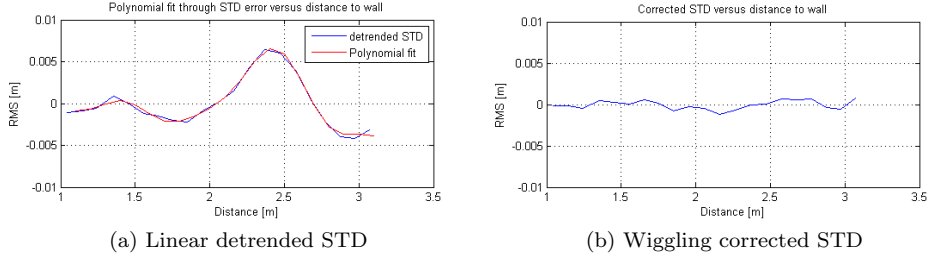 Polynomial fit through STD error versus distance to wall
0.01
0.005
0
-0.005
-0.01
RMS [m]
detrended STD
Polynomial fit
1
1.5
2
2.5
3
3.5
Distance [m]
(a) Linear detrended STD
Corrected STD versus distance to wall
0.01
0.005
0
-0.005
-0.01
RMS [m]
1
1.5
2
2.5
3
3.5
Distance [m]
(b) Wiggling corrected STD